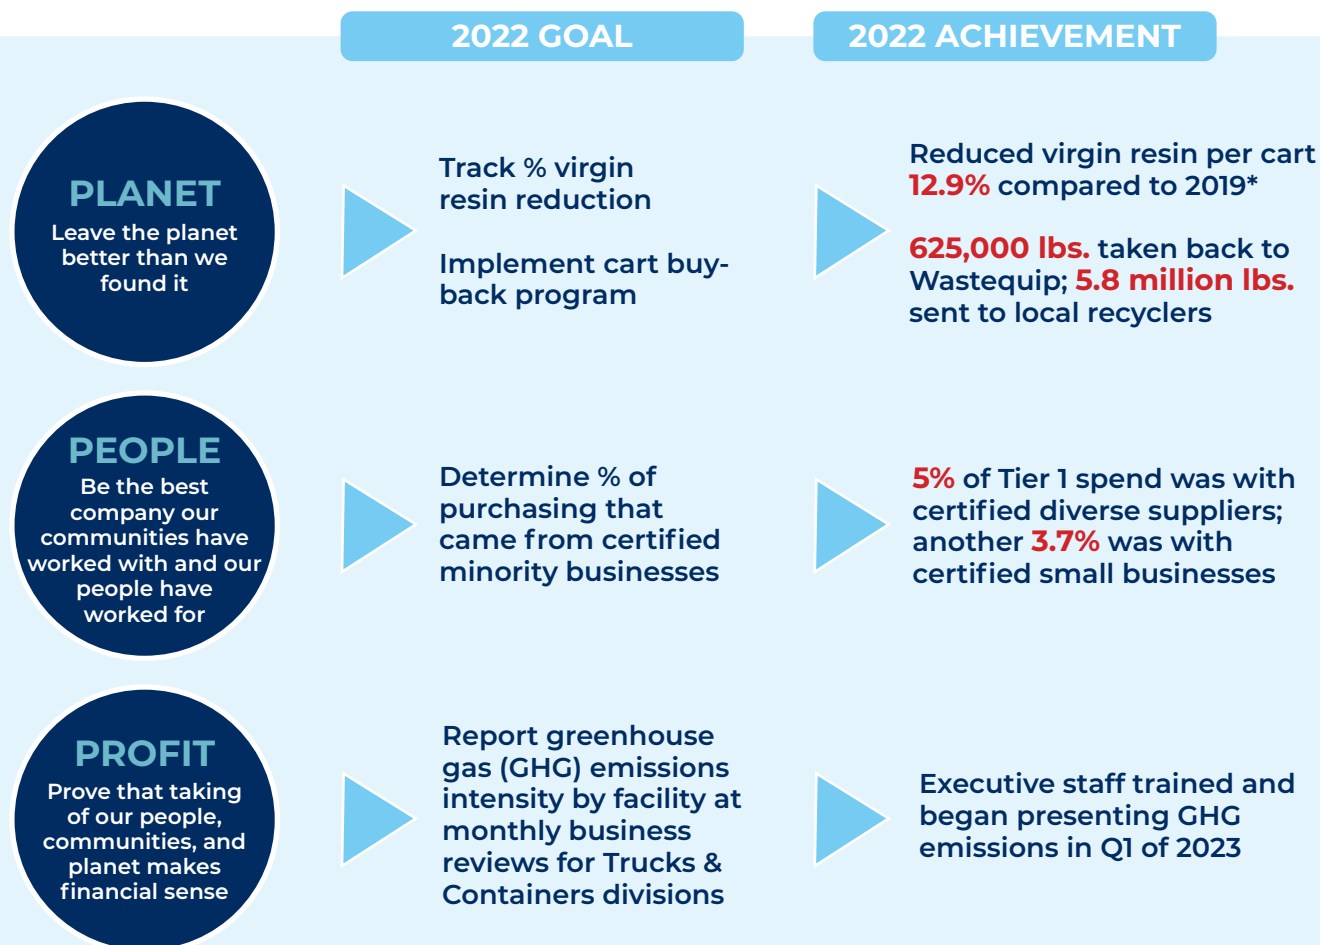 2022 GOAL
2022 ACHIEVEMENT
PLANET
Leave the planet
better than we
found it
Track % virgin
resin reduction
Implement cart buy-
back program
Reduced virgin resin per cart
12.9% compared to 2019*
625,000 lbs. taken back to
Wastequip; 5.8 million lbs.
sent to local recyclers
PEOPLE
Be the best
company our
communities have
worked with and our
people have
worked for
Determine % of
purchasing that
came from certified
minority businesses
5% of Tier 1 spend was with
certified diverse suppliers;
another 3.7% was with
certified small businesses
PROFIT
Prove that taking
of our people,
communities, and
planet makes
financial sense
Report greenhouse
gas (GHG) emissions
intensity by facility at
monthly business
reviews for Trucks &
Containers divisions
Executive staff trained and
began presenting GHG
emissions in Q1 of 2023